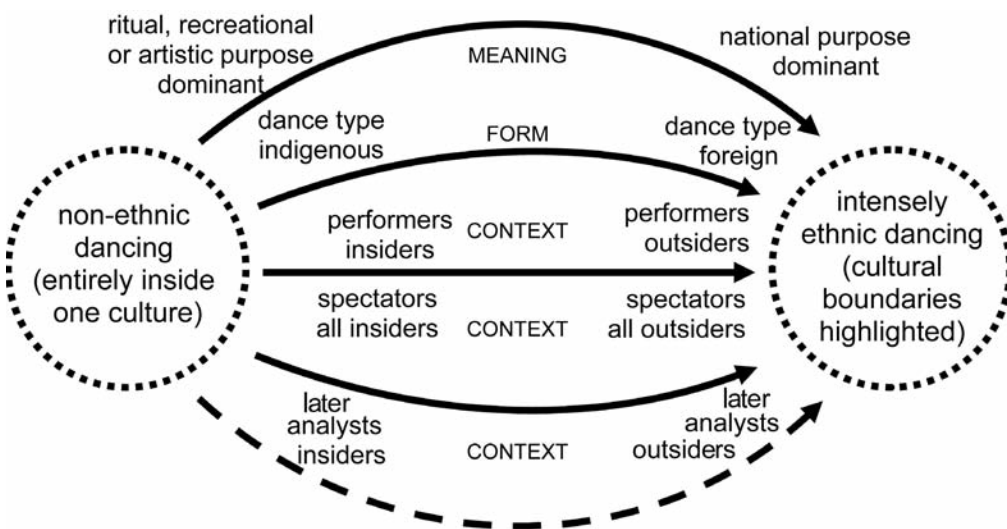 ritual, recreational
or artistic purpose
dominant
MEANING
national purpose
dominant
dance type
indigenous
FORM
dance type
foreign
non-ethnic
dancing
(entirely inside
one culture)
performers
insiders
CONTEXT
performers
outsiders
intensely
ethnic dancing
(cultural
boundaries
highlighted)
spectators
all insiders
CONTEXT
spectators
all outsiders
later
analysts
insiders
CONTEXT
later
analysts
outsiders